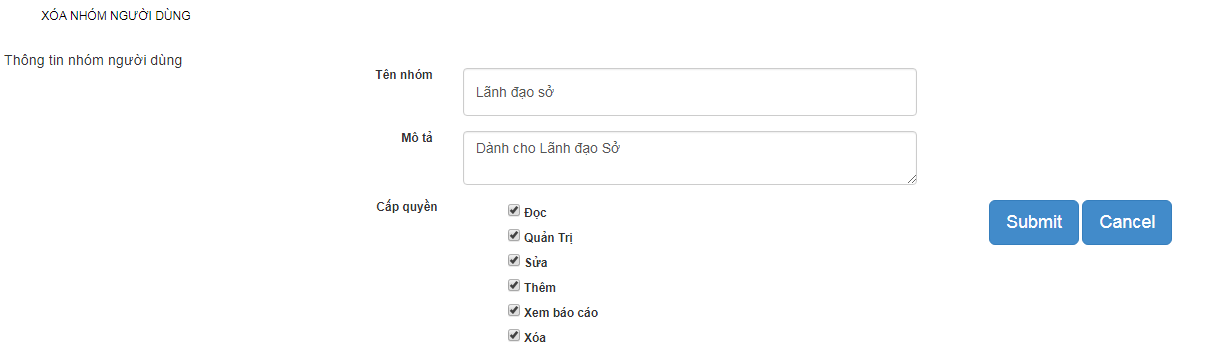 XÓA NHÓM NGƯỜI DÙNG
Thông tin nhóm người dùng
Tên nhóm
Lãnh đạo sở
Mô tả
Dành cho Lãnh đạo Sở
Cấp quyền
Đọc
Quản Trị
Sửa
Thêm
Xem báo cáo
Xóa
Submit Cancel